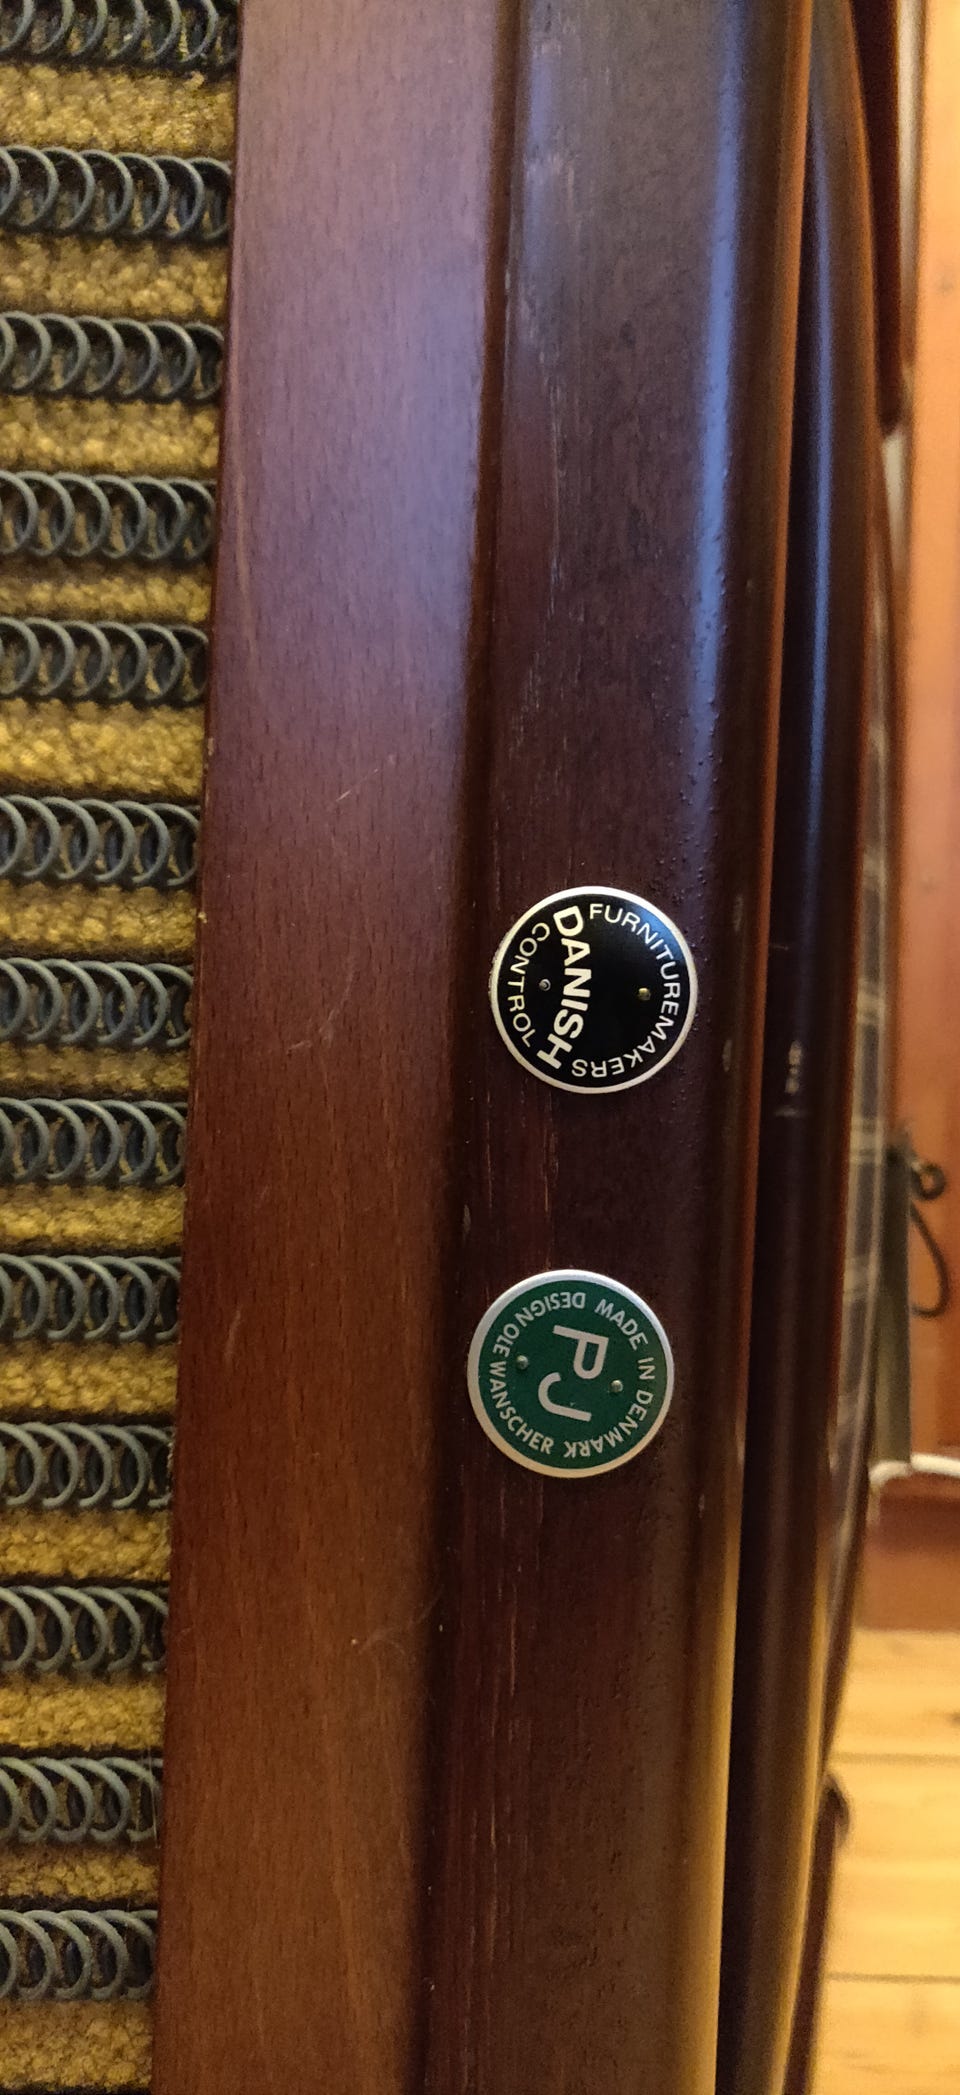 FURNITUREMAKERS
DANISH
CONTROL
MADE IN DENMARK
PJ
DESIGN OLE WANSCHER